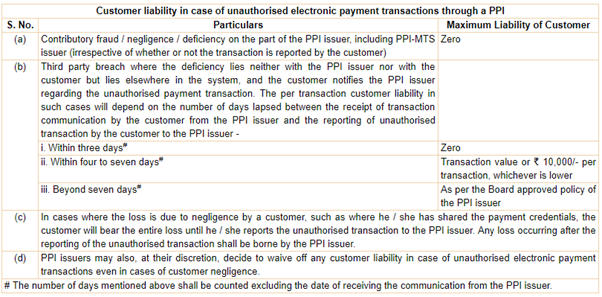 Customer liability in case of unauthorised electronic payment transactions through a PPI
S. No. Particulars Maximum Liability of Customer
(a) Contributory fraud / negligence / deficiency on the part of the PPI issuer, including PPI-MTS Zero
issuer (irrespective of whether or not the transaction is reported by the customer)
(b) Third party breach where the deficiency lies neither with the PPI issuer nor with the
customer but lies elsewhere in the system, and the customer notifies the PPI issuer
regarding the unauthorised payment transaction. The per transaction customer liability in
such cases will depend on the number of days lapsed between the receipt of transaction
communication by the customer from the PPI issuer and the reporting of unauthorised
transaction by the customer to the PPI issuer -
i. Within three days# Zero
ii. Within four to seven days# Transaction value or ₹ 10,000/- per
transaction, whichever is lower
iii. Beyond seven days# As per the Board approved policy of
the PPI issuer
(c) In cases where the loss is due to negligence by a customer, such as where he / she has shared the payment credentials, the
customer will bear the entire loss until he / she reports the unauthorised transaction to the PPI issuer. Any loss occurring after the
reporting of the unauthorised transaction shall be borne by the PPI issuer.
(d) PPI issuers may also, at their discretion, decide to waive off any customer liability in case of unauthorised electronic payment
transactions even in cases of customer negligence.
# The number of days mentioned above shall be counted excluding the date of receiving the communication from the PPI issuer.